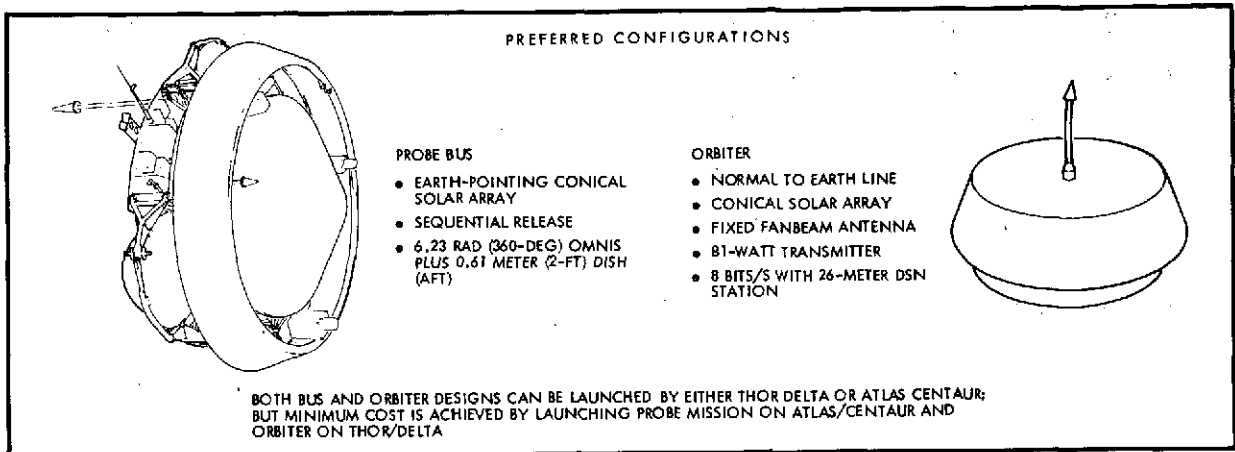 PREFERRED CONFIGURATIONS
PROBE BUS
• EARTH-POINTING CONICAL
SOLAR ARRAY
• SEQUENTIAL RELEASE
• 6.23 RAD (360-DEG) OMNIS
PLUS 0.61 METER (2-FT) DISH
(AFT)
ORBITER
• NORMAL TO EARTH LINE
• CONICAL SOLAR ARRAY
• FIXED FANBEAM ANTENNA
• 81-WATT TRANSMITTER
• 8 BITS/S WITH 26-METER DSN
STATION
BOTH BUS AND ORBITER DESIGNS CAN BE LAUNCHED BY EITHER THOR DELTA OR ATLAS CENTAUR;
BUT MINIMUM COST IS ACHIEVED BY LAUNCHING PROBE MISSION ON ATLAS/CENTAUR AND
ORBITER ON THOR/DELTA